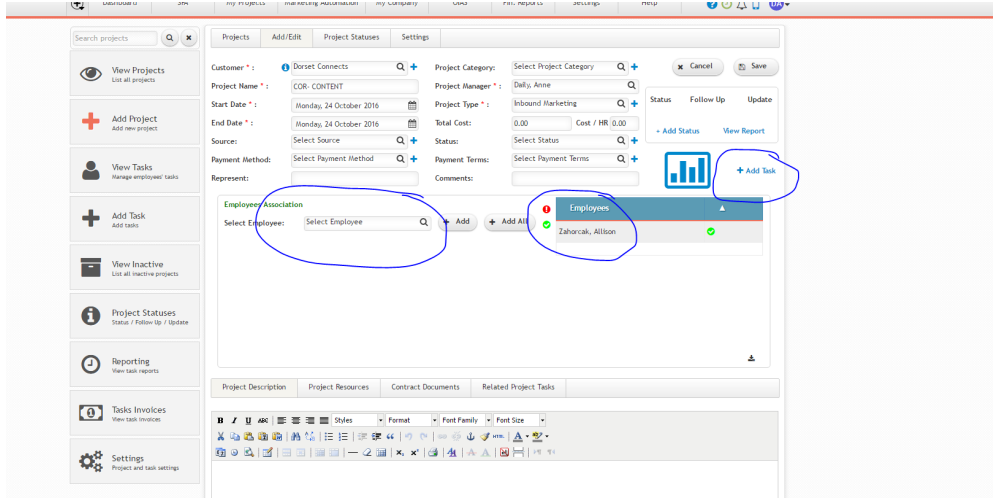 Dashboard SFA My Projects Marketing Automation My Company OIAS Fin. Reports Settings Help DA
Search projects
Projects Add/Edit Project Statuses Settings
View Projects
List all projects
Add Project
Add new project
View Tasks
Manage employees' tasks
Add Task
Add tasks
View Inactive
List all inactive projects
Project Statuses
Status / Follow Up / Update
Reporting
View task reports
Tasks Invoices
View task invoices
Settings
Project and task settings
Customer * : Dorset Connects Project Category: Select Project Category Cancel Save
Project Name * : COR- CONTENT Project Manager * : Daily, Anne
Start Date * : Monday, 24 October 2016 Project Type * : Inbound Marketing Status Follow Up Update
End Date * : Monday, 24 October 2016 Total Cost: 0.00 Cost / HR 0.00
Source: Select Source Status: Select Status + Add Status View Report
Payment Method: Select Payment Method Payment Terms: Select Payment Terms
Represent: Comments: + Add Task
Employees Association
Select Employee: Select Employee + Add + Add All
Employees
Zahorcak, Allison
Project Description Project Resources Contract Documents Related Project Tasks
B I U ABC Styles Format Font Family Font Size
HTML A